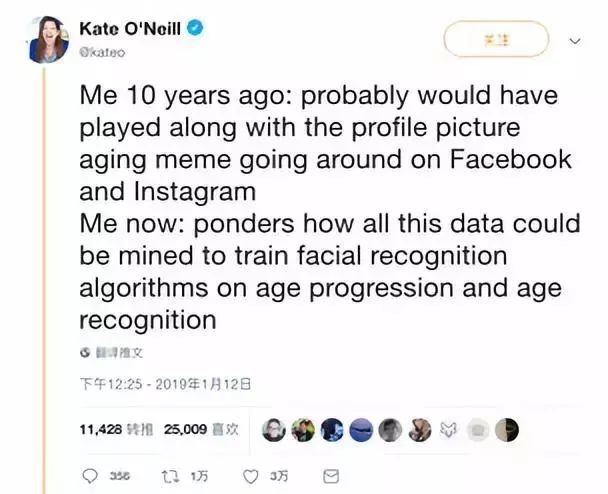 Kate O'Neill
@kateo
关注
Me 10 years ago: probably would have
played along with the profile picture
aging meme going around on Facebook
and Instagram
Me now: ponders how all this data could
be mined to train facial recognition
algorithms on age progression and age
recognition
翻譯推文
下午12:25 - 2019年1月12日
11,428 转推 25,009 喜欢
356 1万 3万